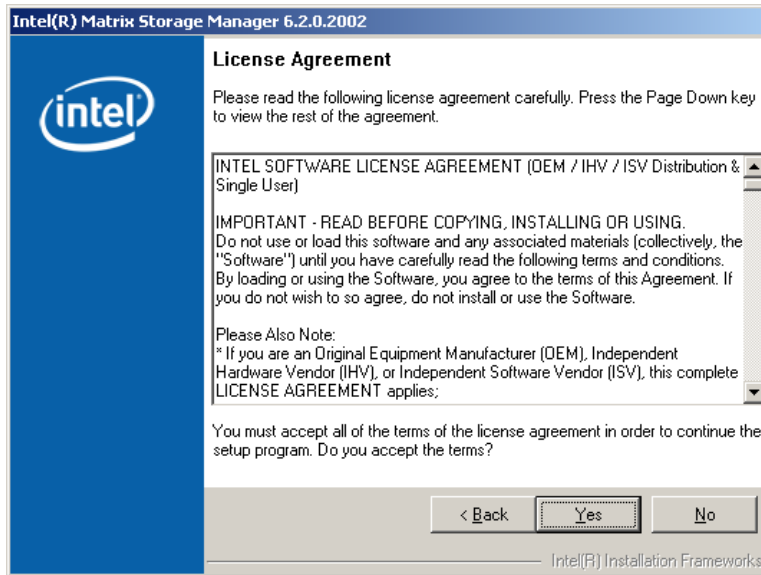 Intel(R) Matrix Storage Manager 6.2.0.2002
intel
License Agreement
Please read the following license agreement carefully. Press the Page Down key
to view the rest of the agreement.
INTEL SOFTWARE LICENSE AGREEMENT (OEM / IHV / ISV Distribution &
Single User)
IMPORTANT - READ BEFORE COPYING, INSTALLING OR USING.
Do not use or load this software and any associated materials (collectively, the
"Software") until you have carefully read the following terms and conditions.
By loading or using the Software, you agree to the terms of this Agreement. If
you do not wish to so agree, do not install or use the Software.
Please Also Note:
* If you are an Original Equipment Manufacturer (OEM), Independent
Hardware Vendor (IHV), or Independent Software Vendor (ISV), this complete
LICENSE AGREEMENT applies;
You must accept all of the terms of the license agreement in order to continue the
setup program. Do you accept the terms?
< Back Yes No
Intel(R) Installation Frameworks